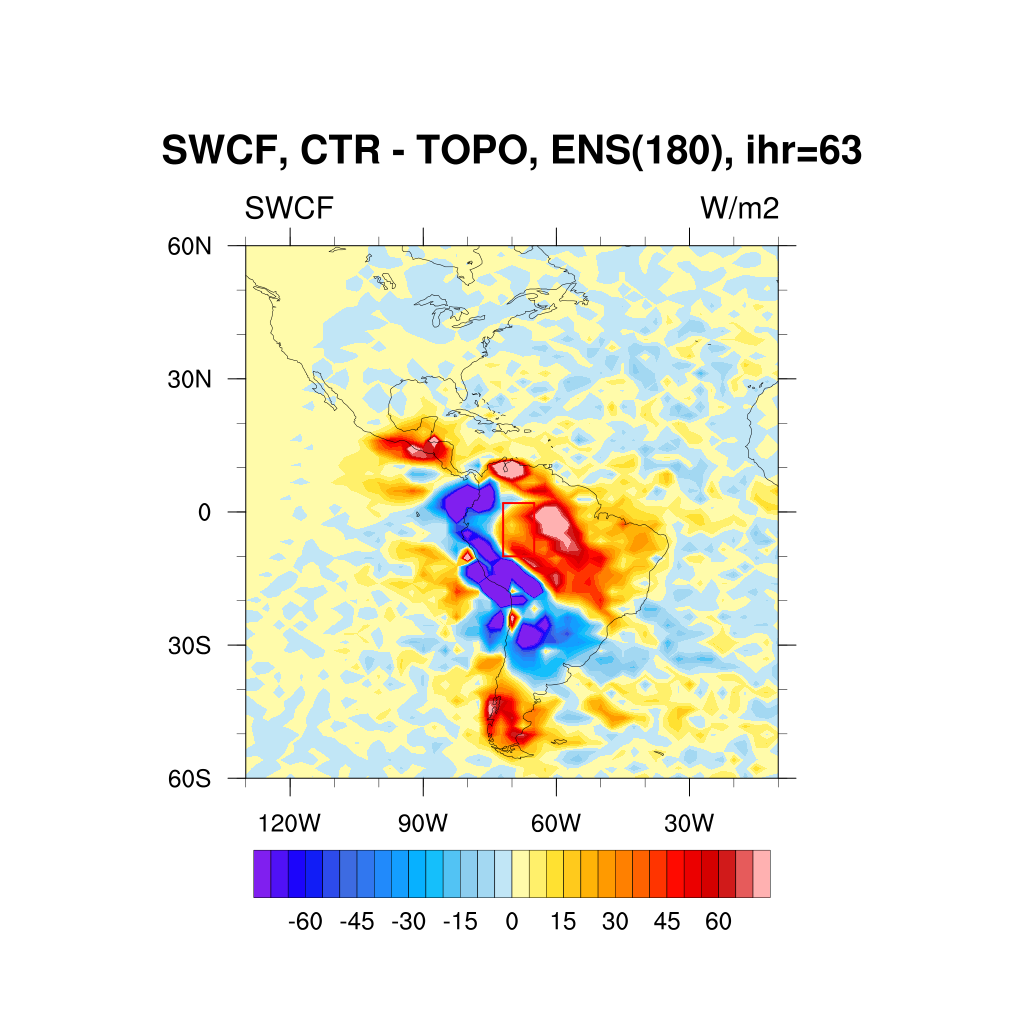 SWCF, CTR - TOPO, ENS(180), ihr=63
SWCF W/m2
60N
30N
0
30S
60S
120W 90W 60W 30W
-60 -45 -30 -15 0 15 30 45 60